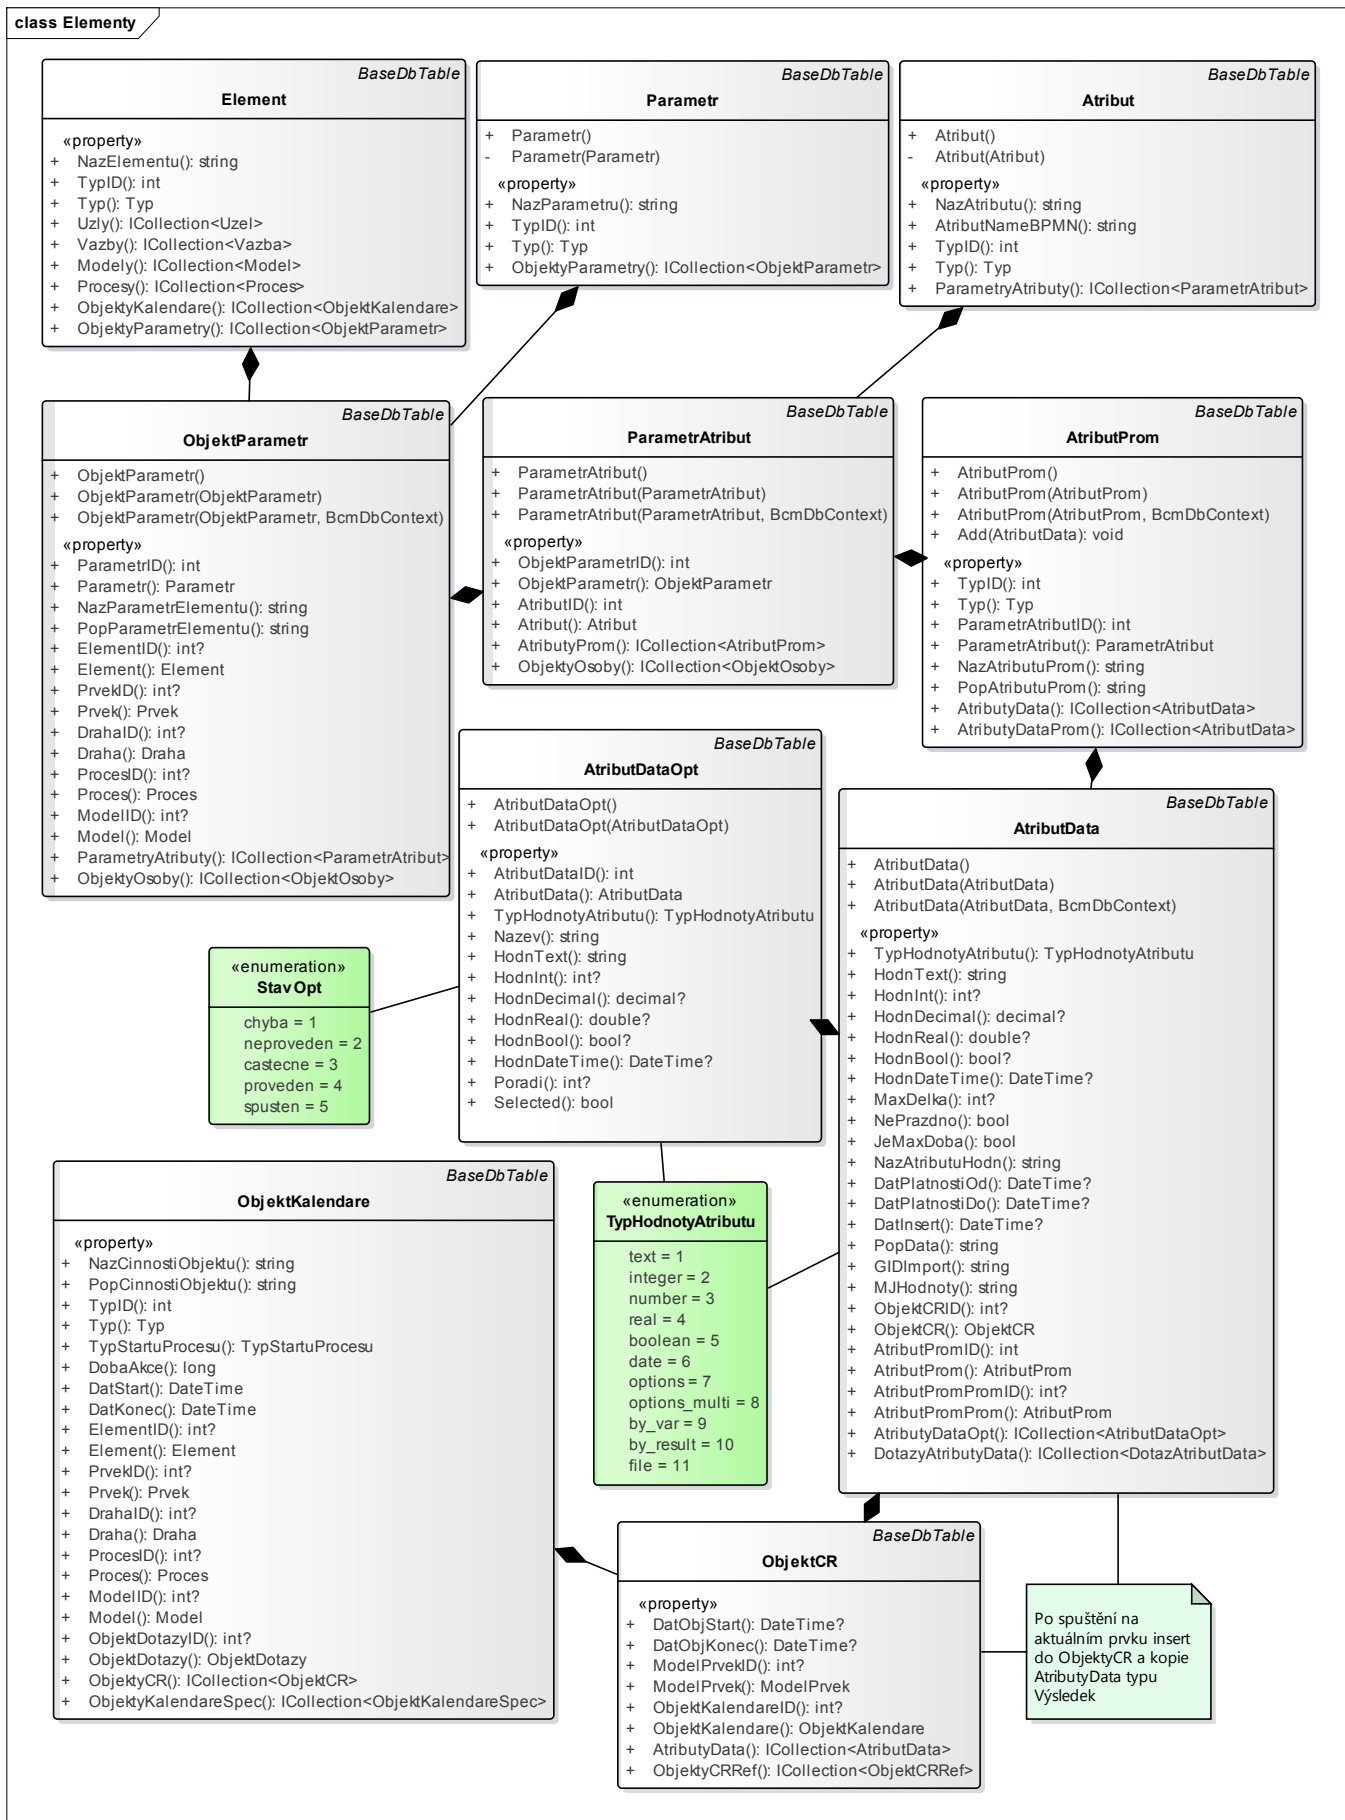 class Elementy
BaseDbTable
Element
«property»
+ NazElementu(): string
+ TypID(): int
+ Typ(): Typ
+ Uzly(): ICollection<Uzel>
+ Vazby(): ICollection<Vazba>
+ Modely(): ICollection<Model>
+ Procesy(): ICollection<Proces>
+ ObjektyKalendare(): ICollection<ObjektKalendare>
+ ObjektyParametry(): ICollection<ObjektParametr>
BaseDbTable
Parametr
+ Parametr()
- Parametr(Parametr)
«property»
+ NazParametru(): string
+ TypID(): int
+ Typ(): Typ
+ ObjektyParametry(): ICollection<ObjektParametr>
BaseDbTable
Atribut
+ Atribut()
- Atribut(Atribut)
«property»
+ NazAtributu(): string
+ AtributNameBPMN(): string
+ TypID(): int
+ Typ(): Typ
+ ParametryAtributy(): ICollection<ParametrAtribut>
BaseDbTable
ObjektParametr
+ ObjektParametr()
+ ObjektParametr(ObjektParametr)
+ ObjektParametr(ObjektParametr, BcmDbContext)
«property»
+ ParametrID(): int
+ Parametr(): Parametr
+ NazParametrElementu(): string
+ PopParametrElementu(): string
+ ElementID(): int?
+ Element(): Element
+ PrvekID(): int?
+ Prvek(): Prvek
+ DrahaID(): int?
+ Draha(): Draha
+ ProcesID(): int?
+ Proces(): Proces
+ ModelID(): int?
+ Model(): Model
+ ParametryAtributy(): ICollection<ParametrAtribut>
+ ObjektyOsoby(): ICollection<ObjektOsoby>
BaseDbTable
ParametrAtribut
+ ParametrAtribut()
+ ParametrAtribut(ParametrAtribut)
+ ParametrAtribut(ParametrAtribut, BcmDbContext)
«property»
+ ObjektParametrID(): int
+ ObjektParametr(): ObjektParametr
+ AtributID(): int
+ Atribut(): Atribut
+ AtributyProm(): ICollection<AtributProm>
+ ObjektyOsoby(): ICollection<ObjektOsoby>
BaseDbTable
AtributProm
+ AtributProm()
+ AtributProm(AtributProm)
+ AtributProm(AtributProm, BcmDbContext)
+ Add(AtributData): void
«property»
+ TypID(): int
+ Typ(): Typ
+ ParametrAtributID(): int
+ ParametrAtribut(): ParametrAtribut
+ NazAtributuProm(): string
+ PopAtributuProm(): string
+ AtributyData(): ICollection<AtributData>
+ AtributyDataProm(): ICollection<AtributData>
BaseDbTable
AtributDataOpt
+ AtributDataOpt()
+ AtributDataOpt(AtributDataOpt)
«property»
+ AtributDataID(): int
+ AtributData(): AtributData
+ TypHodnotyAtributu(): TypHodnotyAtributu
+ Nazev(): string
+ HodnText(): string
+ HodnInt(): int?
+ HodnDecimal(): decimal?
+ HodnReal(): double?
+ HodnBool(): bool?
+ HodnDateTime(): DateTime?
+ Poradi(): int?
+ Selected(): bool
BaseDbTable
AtributData
+ AtributData()
+ AtributData(AtributData)
+ AtributData(AtributData, BcmDbContext)
«property»
+ TypHodnotyAtributu(): TypHodnotyAtributu
+ HodnText(): string
+ HodnInt(): int?
+ HodnDecimal(): decimal?
+ HodnReal(): double?
+ HodnBool(): bool?
+ HodnDateTime(): DateTime?
+ MaxDelka(): int?
+ NePrazdno(): bool
+ JeMaxDoba(): bool
+ NazAtributuHodn(): string
+ DatPlatnostiOd(): DateTime?
+ DatPlatnostiDo(): DateTime?
+ DatInsert(): DateTime?
+ PopData(): string
+ GIDImport(): string
+ MJHodnoty(): string
+ ObjektCRID(): int?
+ ObjektCR(): ObjektCR
+ AtributPromID(): int
+ AtributProm(): AtributProm
+ AtributPromPromID(): int?
+ AtributPromProm(): AtributProm
+ AtributyDataOpt(): ICollection<AtributDataOpt>
+ DotazyAtributyData(): ICollection<DotazAtributData>
«enumeration»
StavOpt
chyba = 1
neproveden = 2
castecne = 3
proveden = 4
spusten = 5
«enumeration»
TypHodnotyAtributu
text = 1
integer = 2
number = 3
real = 4
boolean = 5
date = 6
options = 7
options_multi = 8
by_var = 9
by_result = 10
file = 11
BaseDbTable
ObjektKalendare
«property»
+ NazCinnostiObjektu(): string
+ PopCinnostiObjektu(): string
+ TypID(): int
+ Typ(): Typ
+ TypStartuProcesu(): TypStartuProcesu
+ DobaAkce(): long
+ DatStart(): DateTime
+ DatKonec(): DateTime
+ ElementID(): int?
+ Element(): Element
+ PrvekID(): int?
+ Prvek(): Prvek
+ DrahaID(): int?
+ Draha(): Draha
+ ProcesID(): int?
+ Proces(): Proces
+ ModelID(): int?
+ Model(): Model
+ ObjektDotazyID(): int?
+ ObjektDotazy(): ObjektDotazy
+ ObjektyCR(): ICollection<ObjektCR>
+ ObjektyKalendareSpec(): ICollection<ObjektKalendareSpec>
BaseDbTable
ObjektCR
«property»
+ DatObjStart(): DateTime?
+ DatObjKonec(): DateTime?
+ ModelPrvekID(): int?
+ ModelPrvek(): ModelPrvek
+ ObjektKalendareID(): int?
+ ObjektKalendare(): ObjektKalendare
+ AtributyData(): ICollection<AtributData>
+ ObjektyCRRef(): ICollection<ObjektCRRef>
Po spuštění na
aktuálním prvku insert
do ObjektyCR a kopie
AtributyData typu
Výsledek